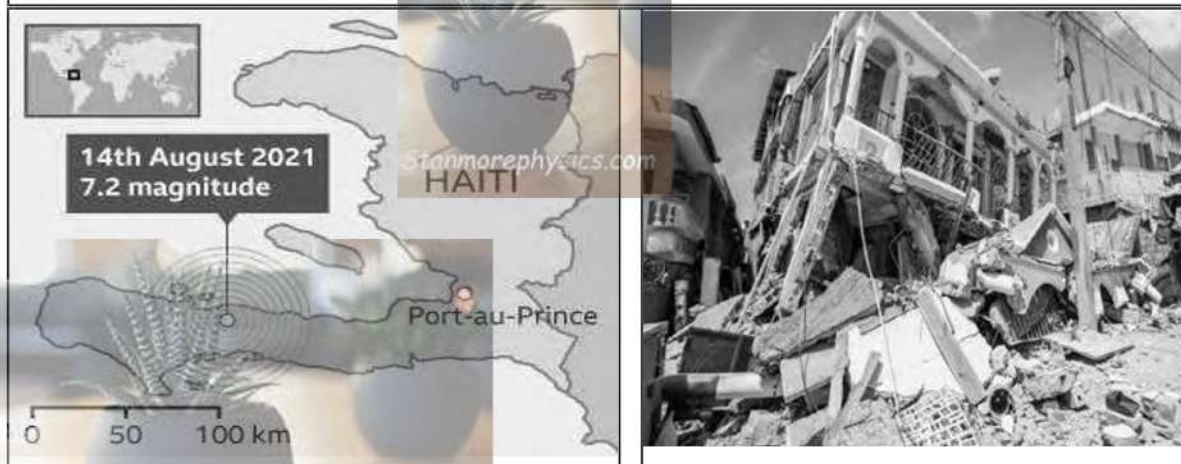 14th August 2021
7.2 magnitude
Stanmorephysics.com
HAITI
Port-au-Prince
0 50 100 km